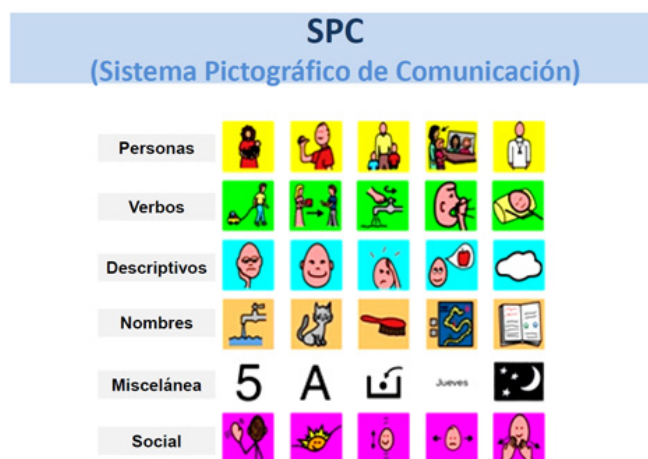 SPC
(Sistema Pictográfico de Comunicación)
Personas
Verbos
Descriptivos
Nombres
Miscelánea 5 A Jueves
Social